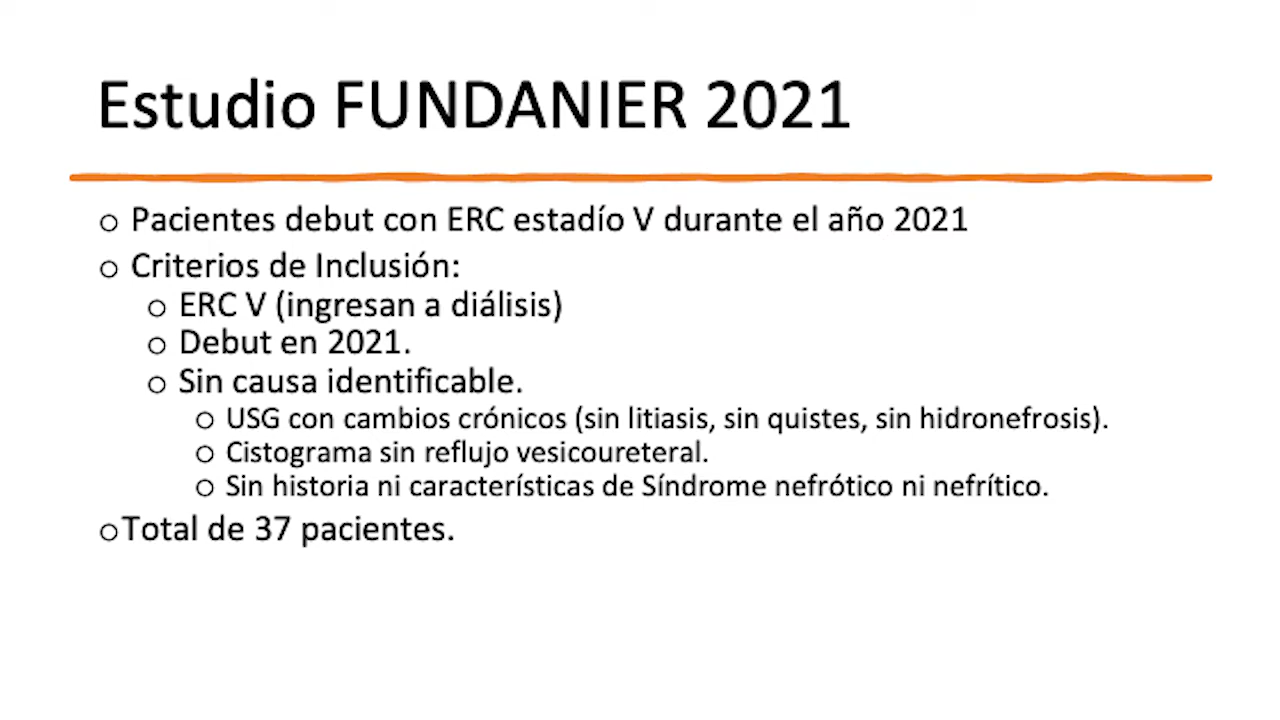 Estudio FUNDANIER 2021
o Pacientes debut con ERC estadío V durante el año 2021
o Criterios de Inclusión:
o ERC V (ingresan a diálisis)
o Debut en 2021.
o Sin causa identificable.
o USG con cambios crónicos (sin litiasis, sin quistes, sin hidronefrosis).
o Cistograma sin reflujo vesicoureteral.
o Sin historia ni características de Síndrome nefrótico ni nefrítico.
oTotal de 37 pacientes.